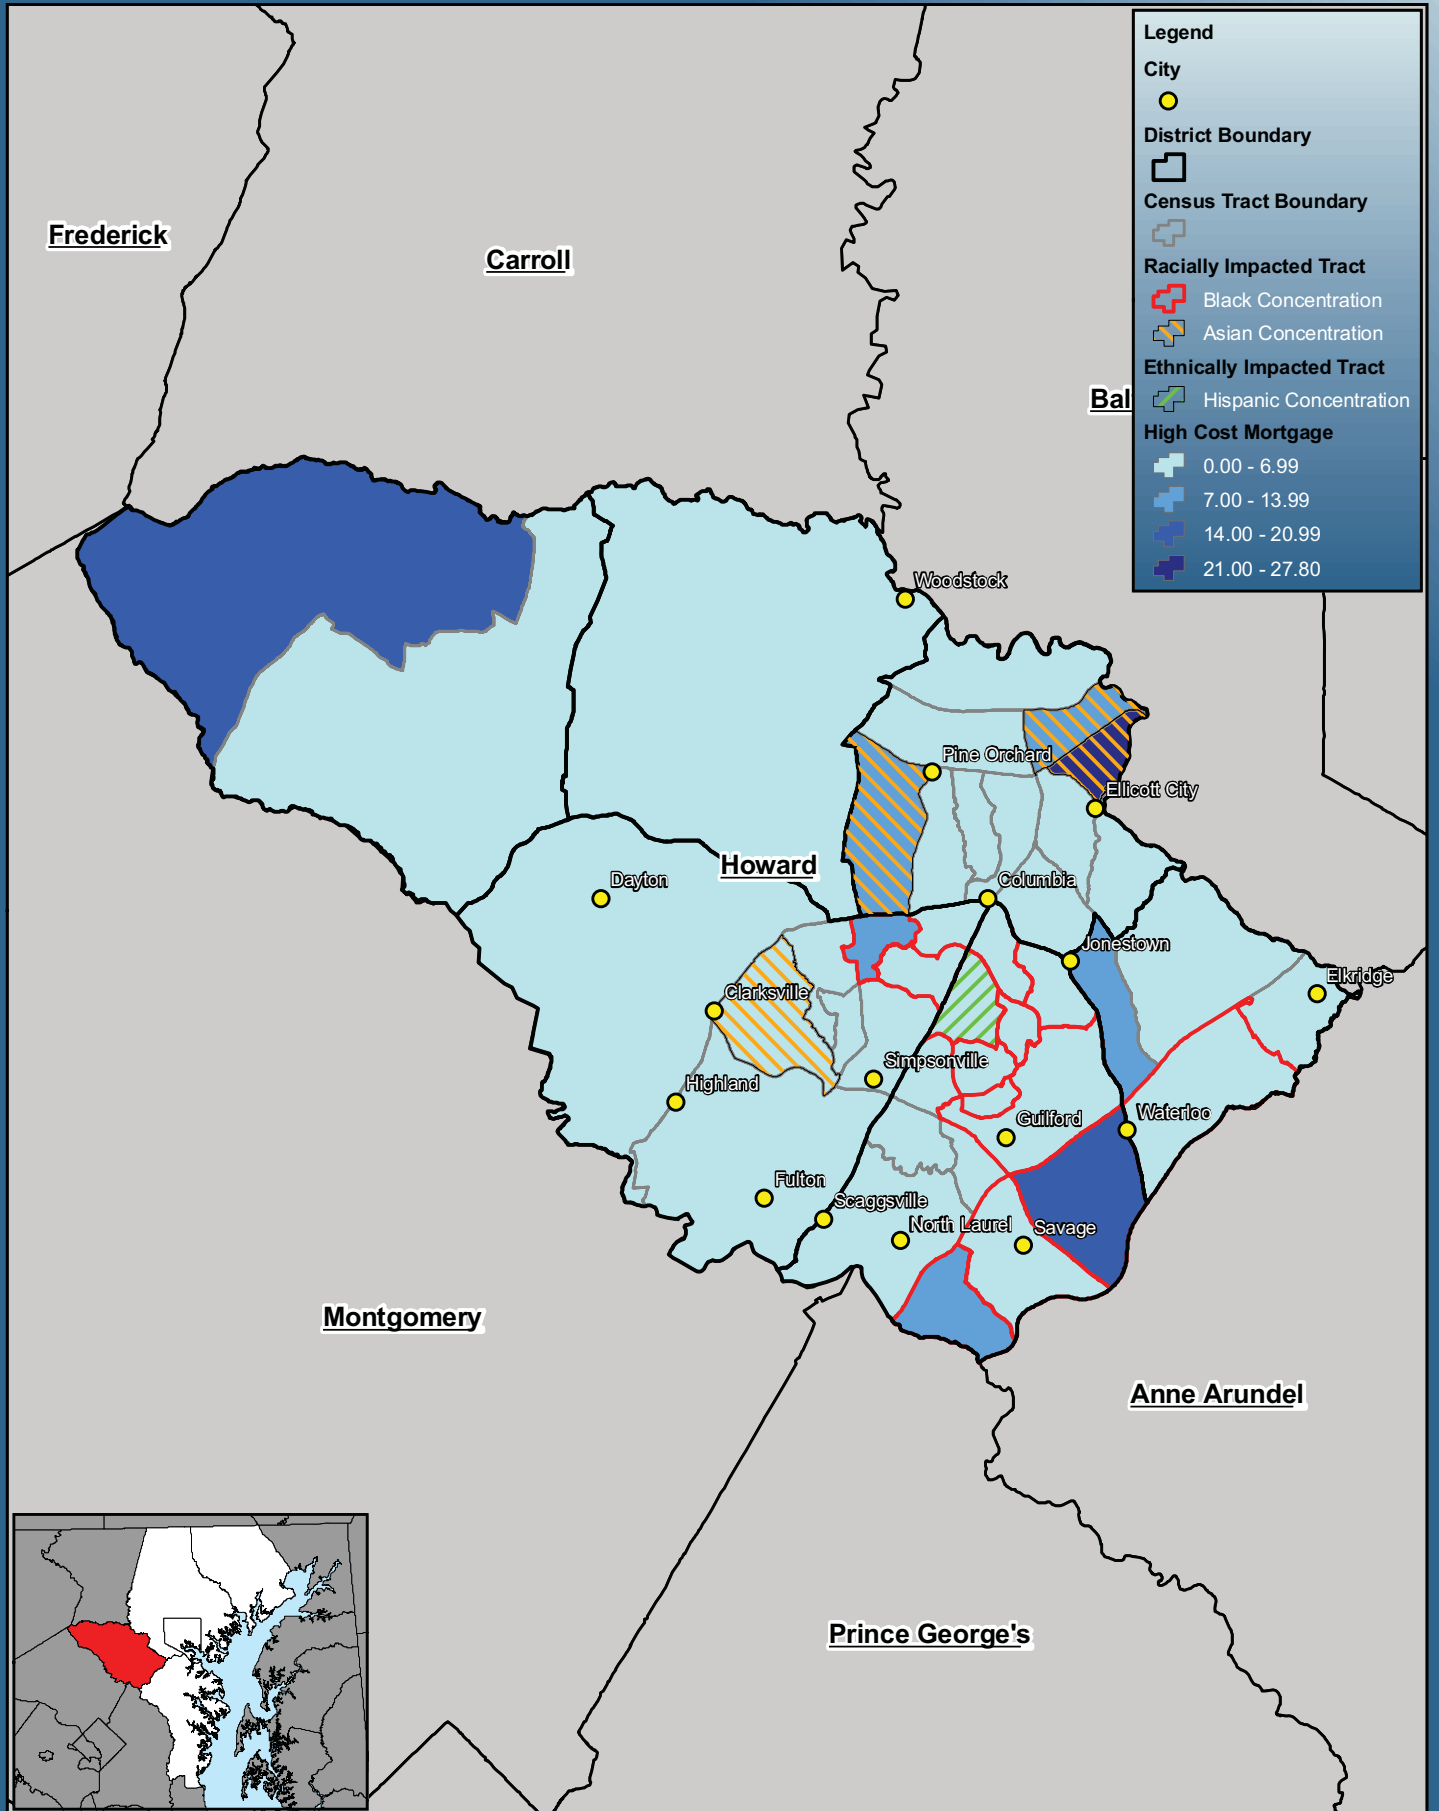 Legend
City
District Boundary
Census Tract Boundary
Racially Impacted Tract
Black Concentration
Asian Concentration
Ethnically Impacted Tract
Hispanic Concentration
High Cost Mortgage
0.00 - 6.99
7.00 - 13.99
14.00 - 20.99
21.00 - 27.80
Frederick
Carroll
Bal
Woodstock
Pine Orchard
Ellicott City
Howard
Dayton
Columbia
Jonestown
Elkridge
Clarksville
Simpsonville
Highland
Guilford
Waterloo
Fulton
Scaggsville
North Laurel
Savage
Montgomery
Anne Arundel
Prince George's